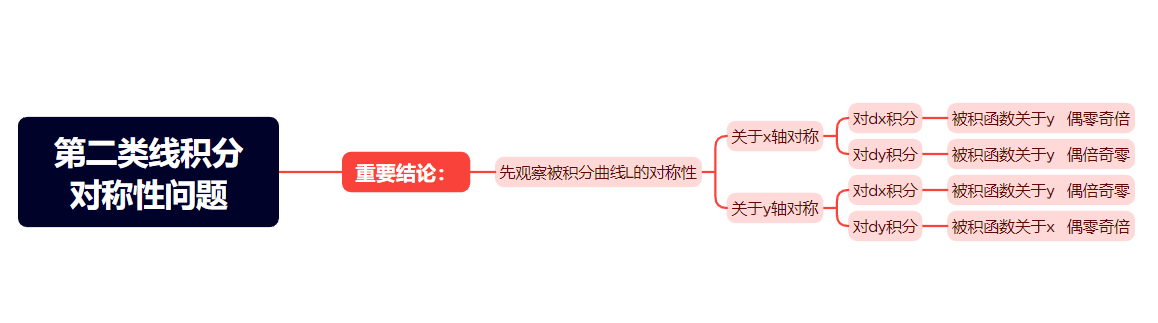 第二类线积分
对称性问题
重要结论：
先观察被积分曲线L的对称性
关于x轴对称
对dx积分
被积函数关于y 偶零奇倍
对dy积分
被积函数关于y 偶倍奇零
关于y轴对称
对dx积分
被积函数关于y 偶倍奇零
对dy积分
被积函数关于x 偶零奇倍